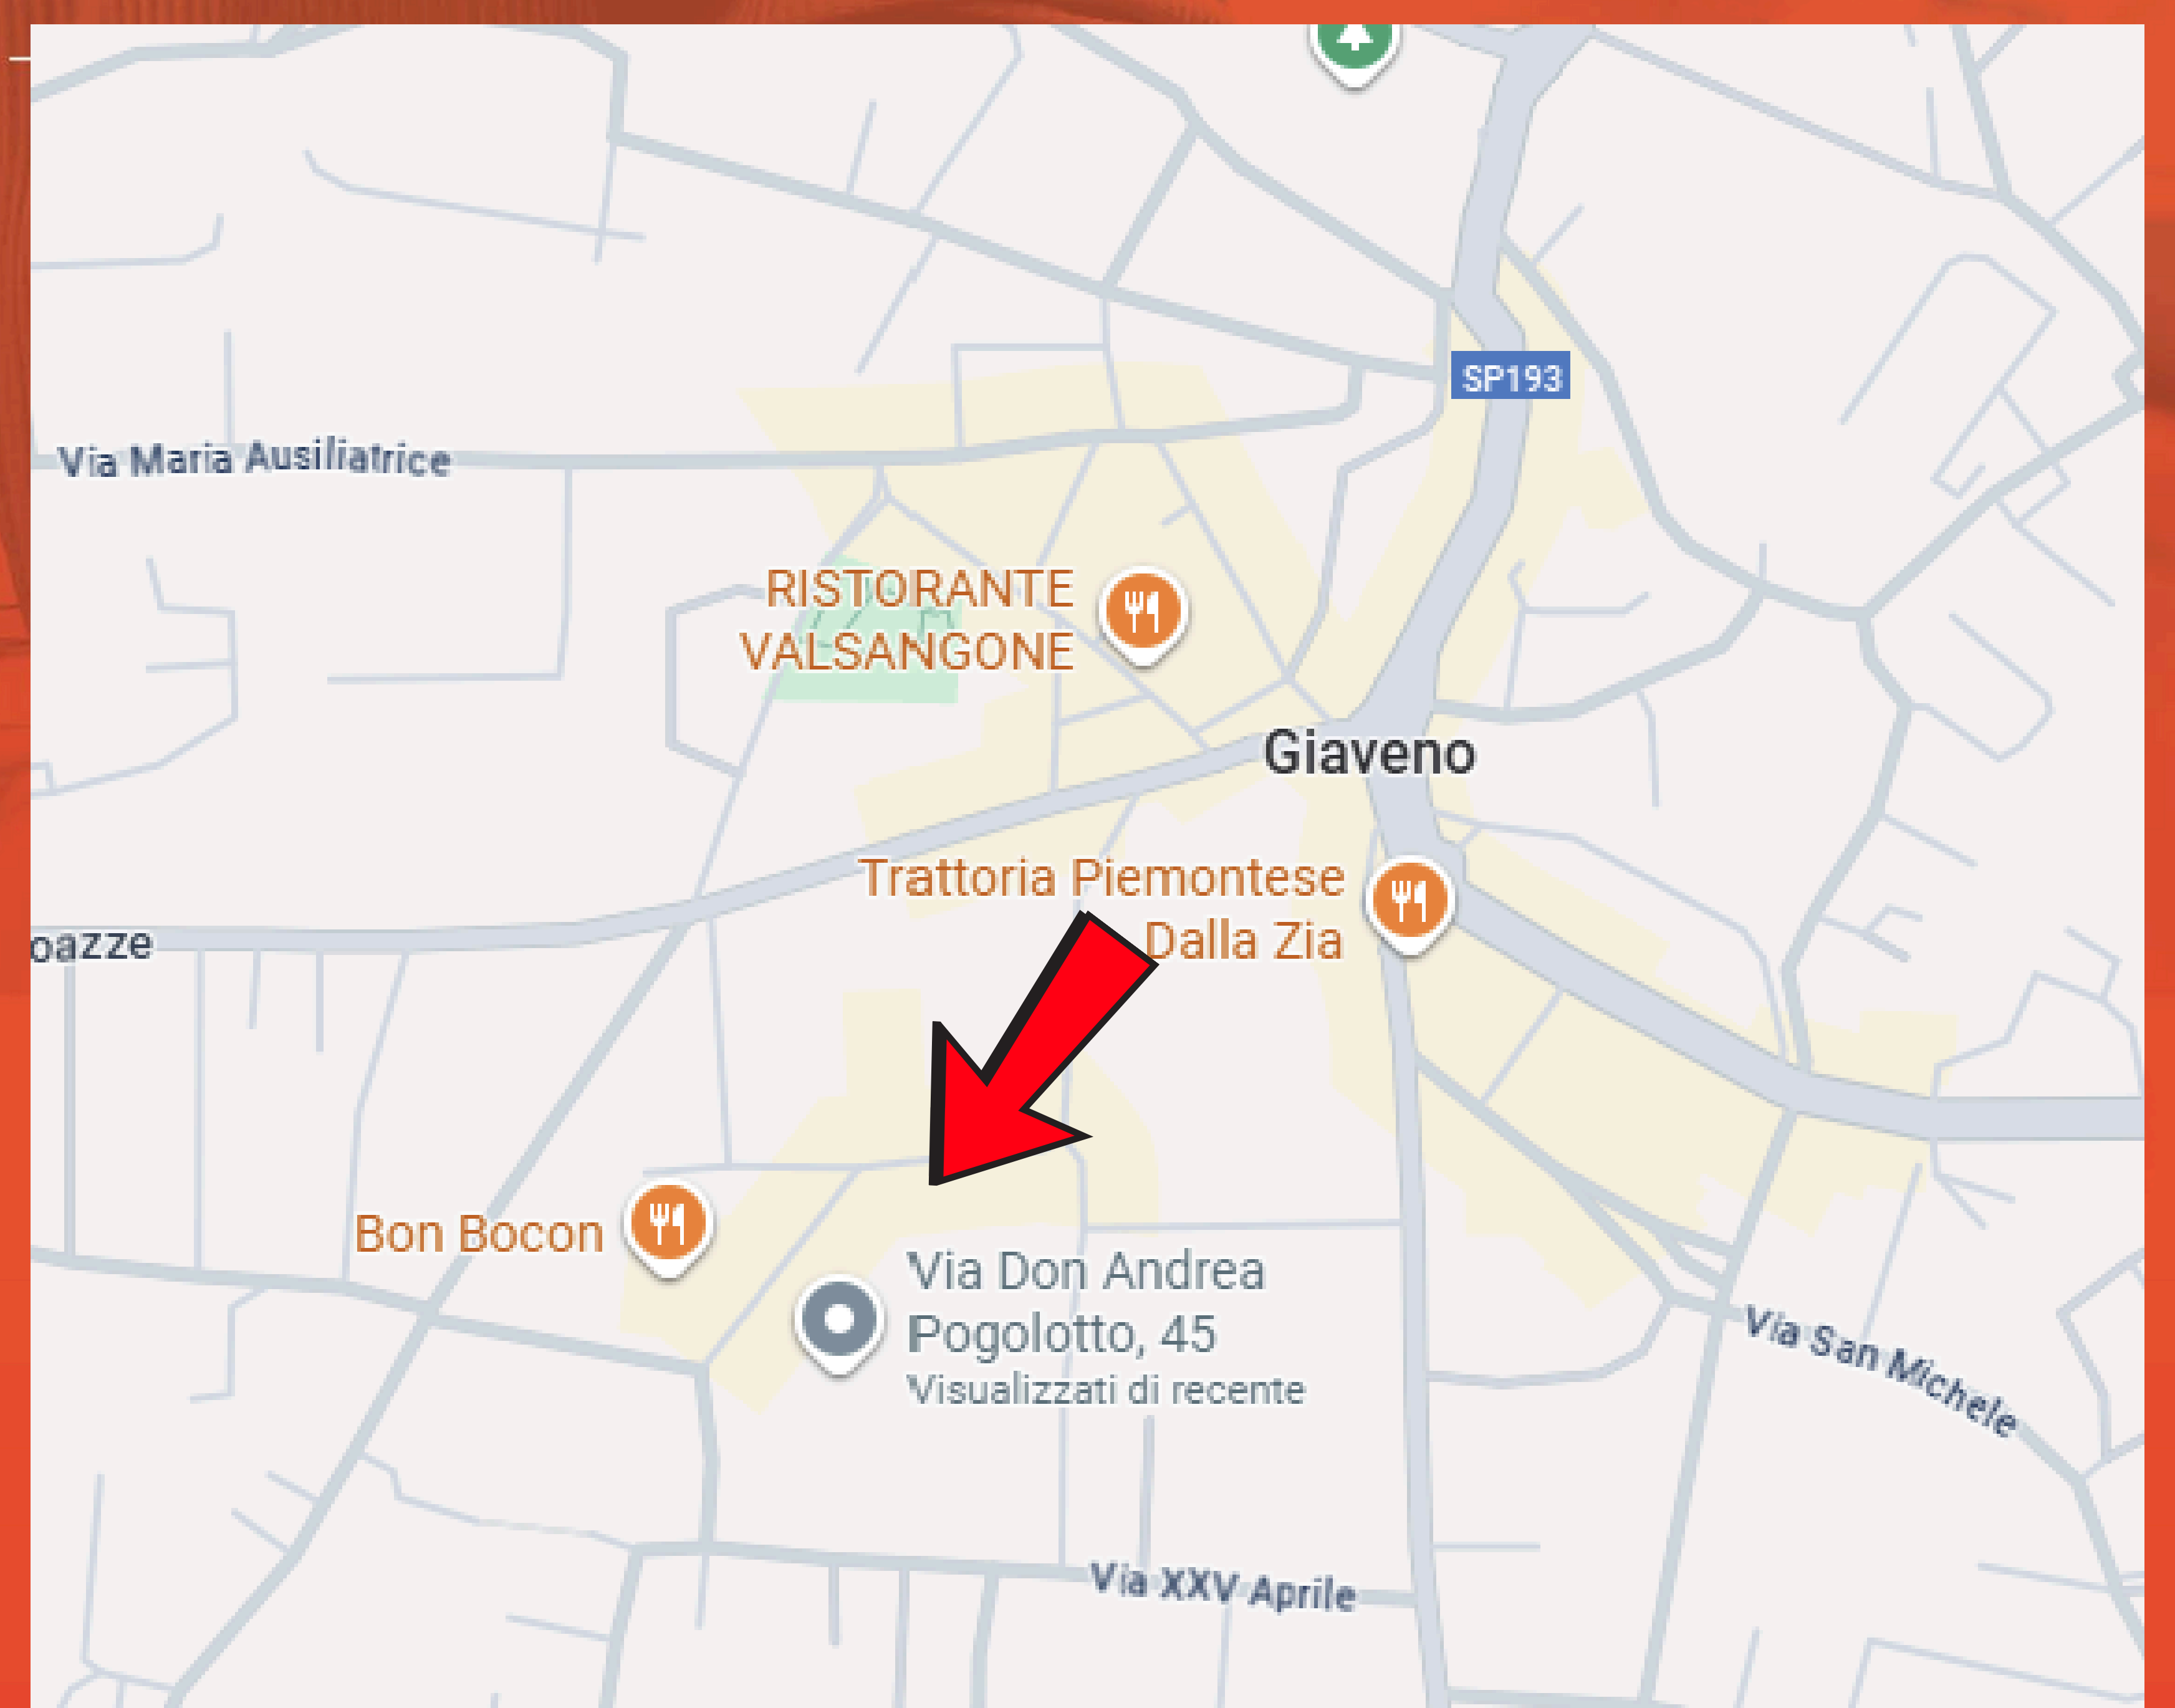 SP193
Via Maria Ausiliatrice
RISTORANTE
VALSANGONE
Giaveno
Trattoria Piemontese
Dalla Zia
oazze
Bon Bocon
Via Don Andrea
Pogolotto, 45
Visualizzati di recente
Via San Michele
Via XXV Aprile